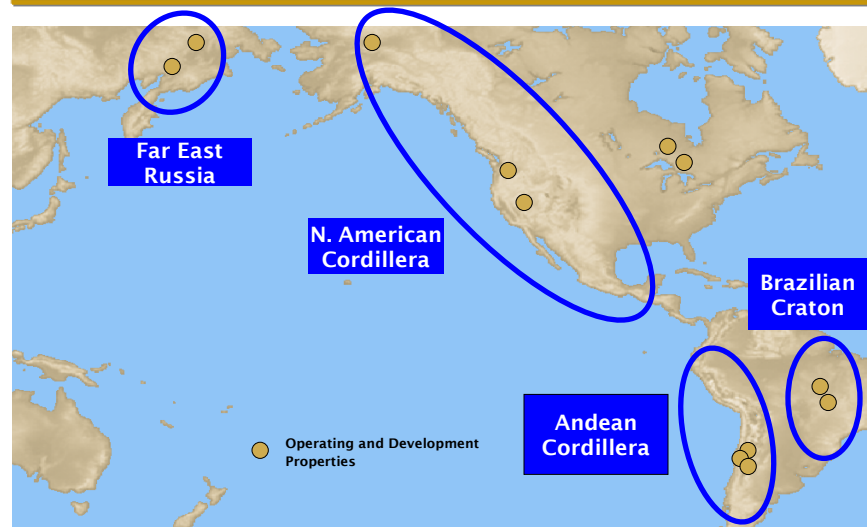 Far East
Russia
N. American
Cordillera
Brazilian
Craton
Andean
Cordillera
Operating and Development
Properties